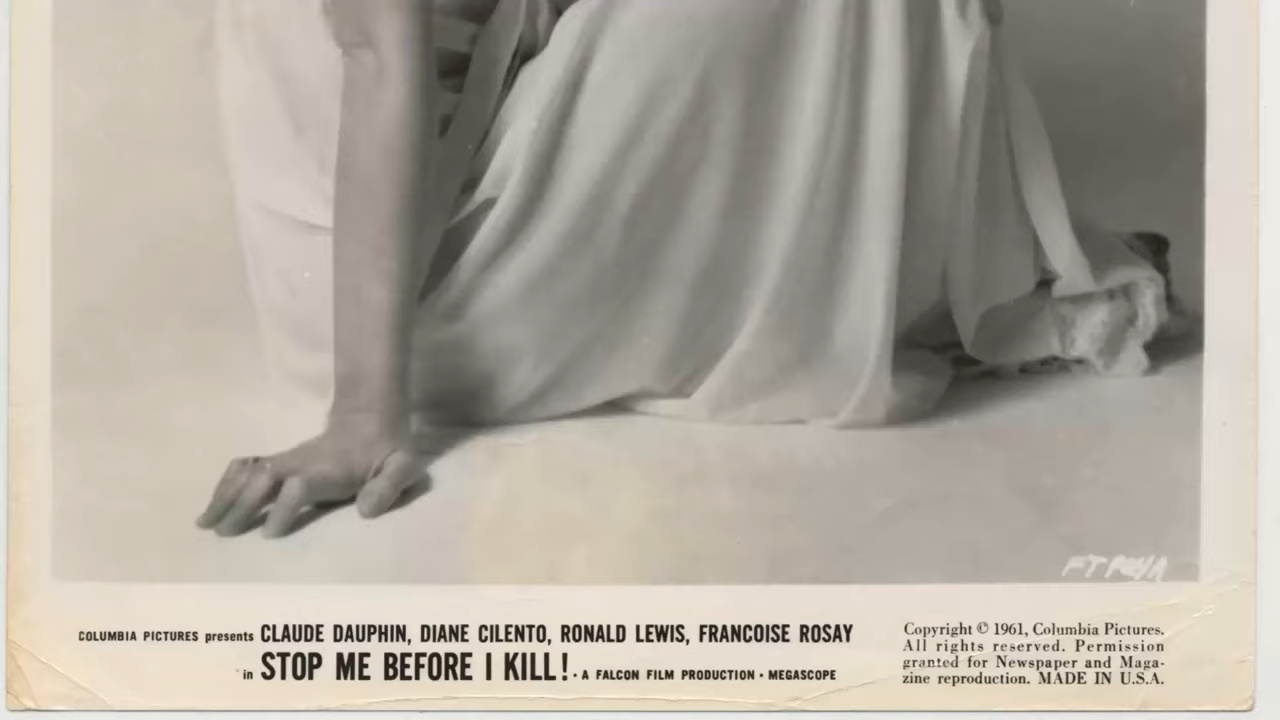 COLUMBIA PICTURES presents CLAUDE DAUPHIN, DIANE CILENTO, RONALD LEWIS, FRANCOISE ROSAY
in STOP ME BEFORE I KILL! • A FALCON FILM PRODUCTION • MEGASCOPE
Copyright © 1961, Columbia Pictures.
All rights reserved. Permission
granted for Newspaper and Maga-
zine reproduction. MADE IN U.S.A.